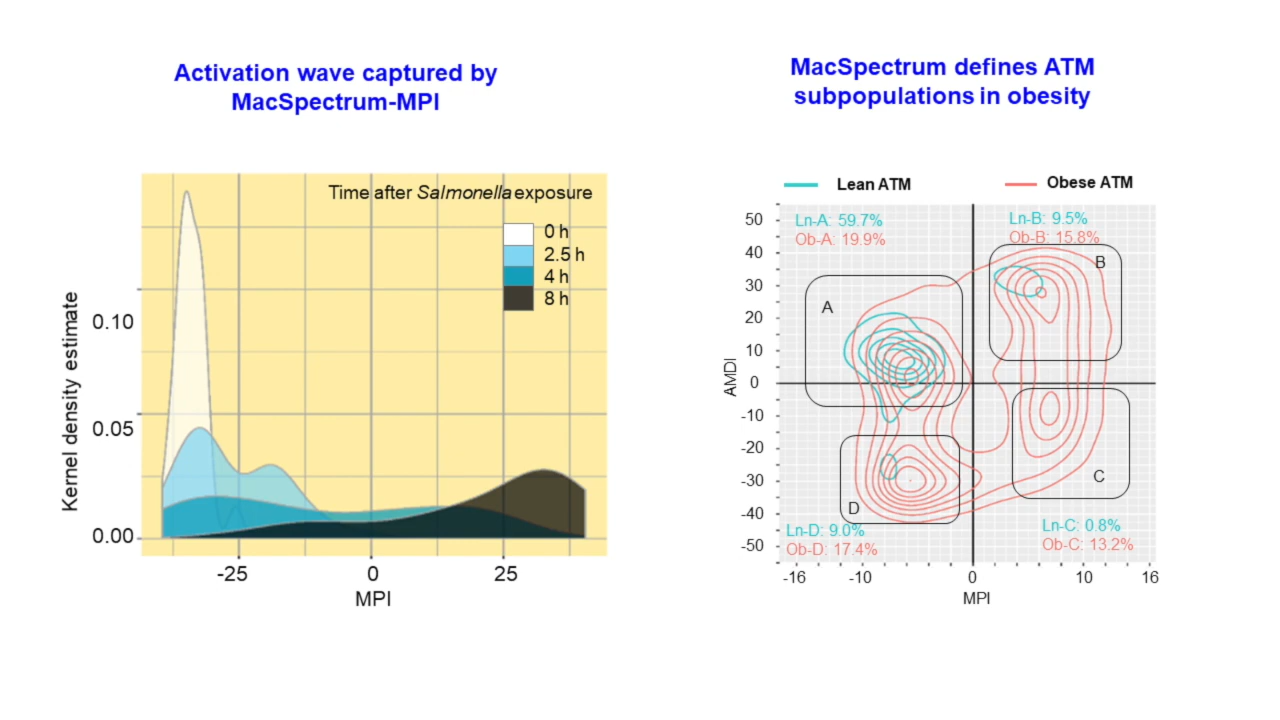 Activation wave captured by
MacSpectrum-MPI
Time after Salmonella exposure
0 h
2.5 h
4 h
8 h
Kernel density estimate
0.10
0.05
0.00
-25
0
25
MPI
MacSpectrum defines ATM
subpopulations in obesity
Lean ATM
Obese ATM
Ln-A: 59.7%
Ob-A: 19.9%
Ln-B: 9.5%
Ob-B: 15.8%
A
B
C
D
Ln-D: 9.0%
Ob-D: 17.4%
Ln-C: 0.8%
Ob-C: 13.2%
AMDI
50
40
30
20
10
0
-10
-20
-30
-40
-50
-16
-10
0
10
16
MPI